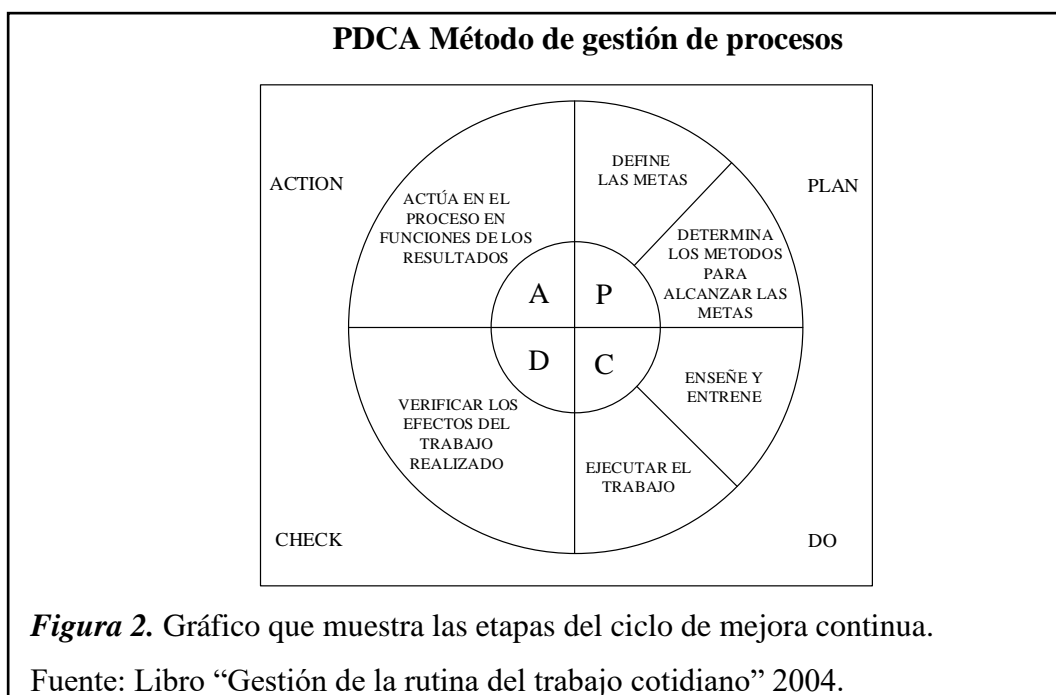 PDCA Método de gestión de procesos
ACTION
PLAN
DEFINE
LAS METAS
ACTÚA EN EL
PROCESO EN
FUNCIONES DE LOS
RESULTADOS
DETERMINA
LOS METODOS
PARA
ALCANZAR LAS
METAS
A
P
D
C
ENSEÑE Y
ENTRENE
VERIFICAR LOS
EFECTOS DEL
TRABAJO
REALIZADO
EJECUTAR EL
TRABAJO
CHECK
DO
Figura 2. Gráfico que muestra las etapas del ciclo de mejora continua.
Fuente: Libro “Gestión de la rutina del trabajo cotidiano” 2004.